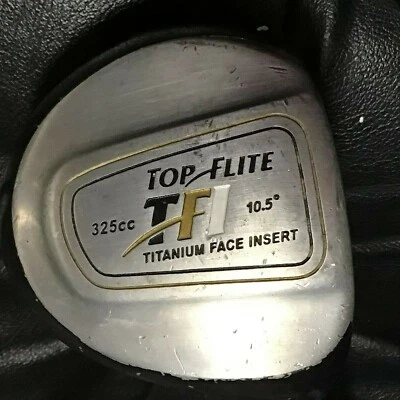 TOP FLITE
325cc TFI 10.5°
TITANIUM FACE INSERT